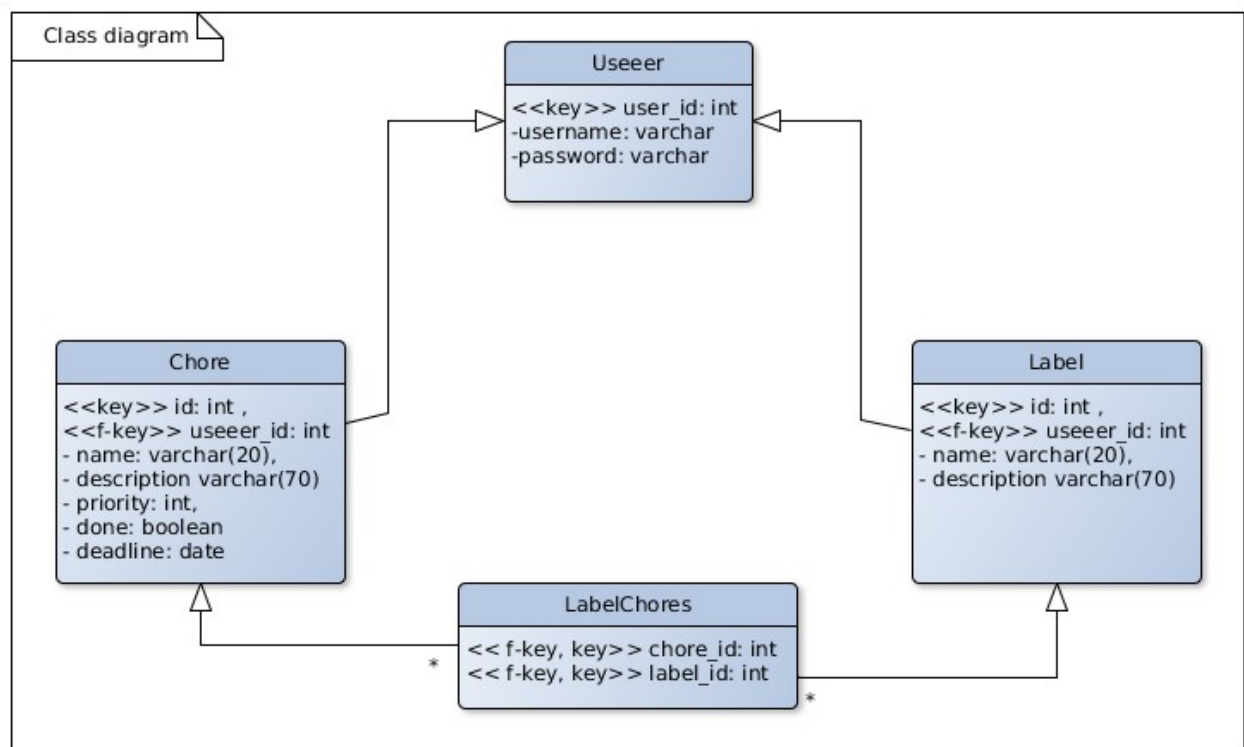 Class diagram
Useeer
<<key>> user_id: int
-username: varchar
-password: varchar
Chore
<<key>> id: int ,
<<f-key>> useeer_id: int
- name: varchar(20),
- description varchar(70)
- priority: int,
- done: boolean
- deadline: date
Label
<<key>> id: int ,
<<f-key>> useeer_id: int
- name: varchar(20),
- description varchar(70)
LabelChores
<< f-key, key>> chore_id: int
<< f-key, key>> label_id: int
*
*